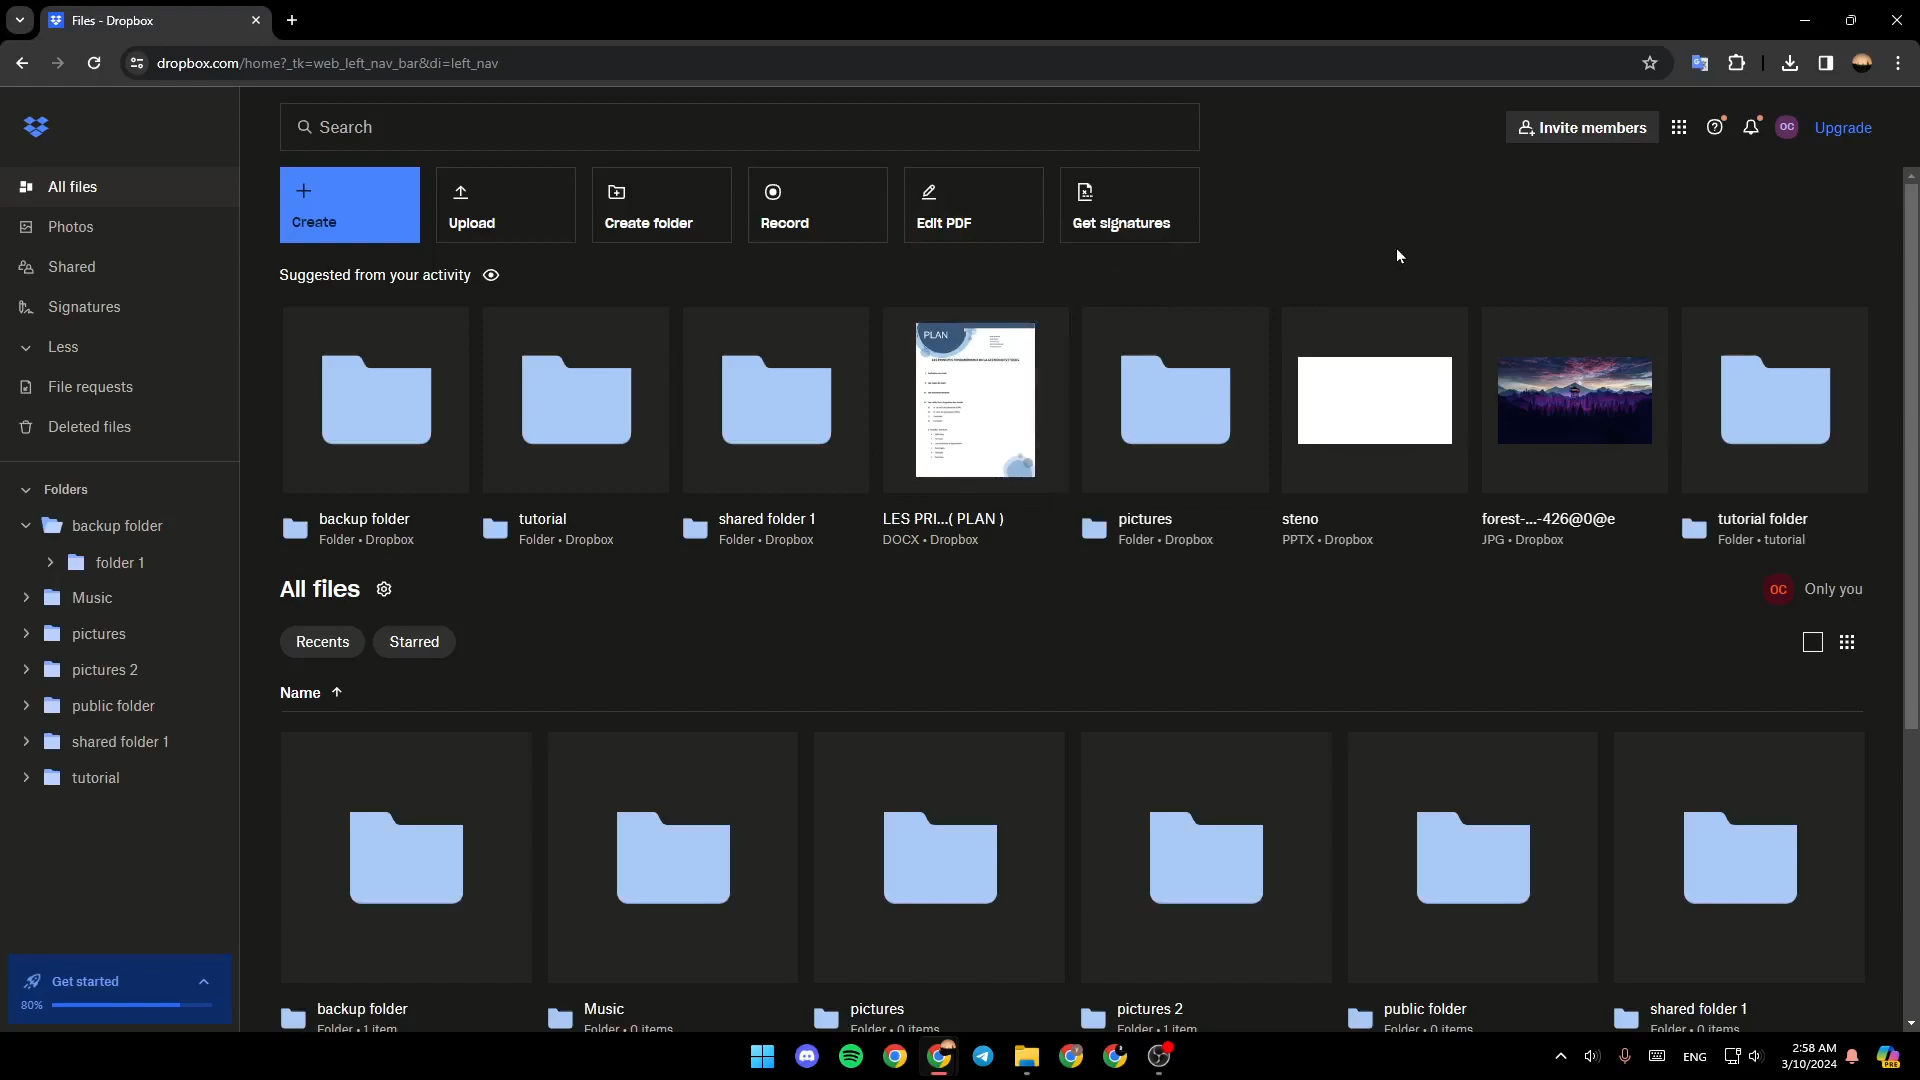 Files - Dropbox
dropbox.com/home?_tk=web_left_nav_bar&di=left_nav
Search
Invite members
OC
Upgrade
All files
Photos
Shared
Signatures
Less
File requests
Deleted files
Folders
backup folder
folder 1
Music
pictures
pictures 2
public folder
shared folder 1
tutorial
Get started
80%
Create
Upload
Create folder
Record
Edit PDF
Get signatures
Suggested from your activity
PLAN
backup folder
Folder • Dropbox
tutorial
Folder • Dropbox
shared folder 1
Folder • Dropbox
LES PRI...( PLAN )
DOCX • Dropbox
pictures
Folder • Dropbox
steno
PPTX • Dropbox
forest-...-426@0@e
JPG • Dropbox
tutorial folder
Folder • tutorial
All files
OC
Only you
Recents
Starred
Name
backup folder
Folder • 1 item
Music
Folder • 0 items
pictures
Folder • 0 items
pictures 2
Folder • 1 item
public folder
Folder • 0 items
shared folder 1
Folder • 0 items
ENG
2:58 AM
3/10/2024
PRE